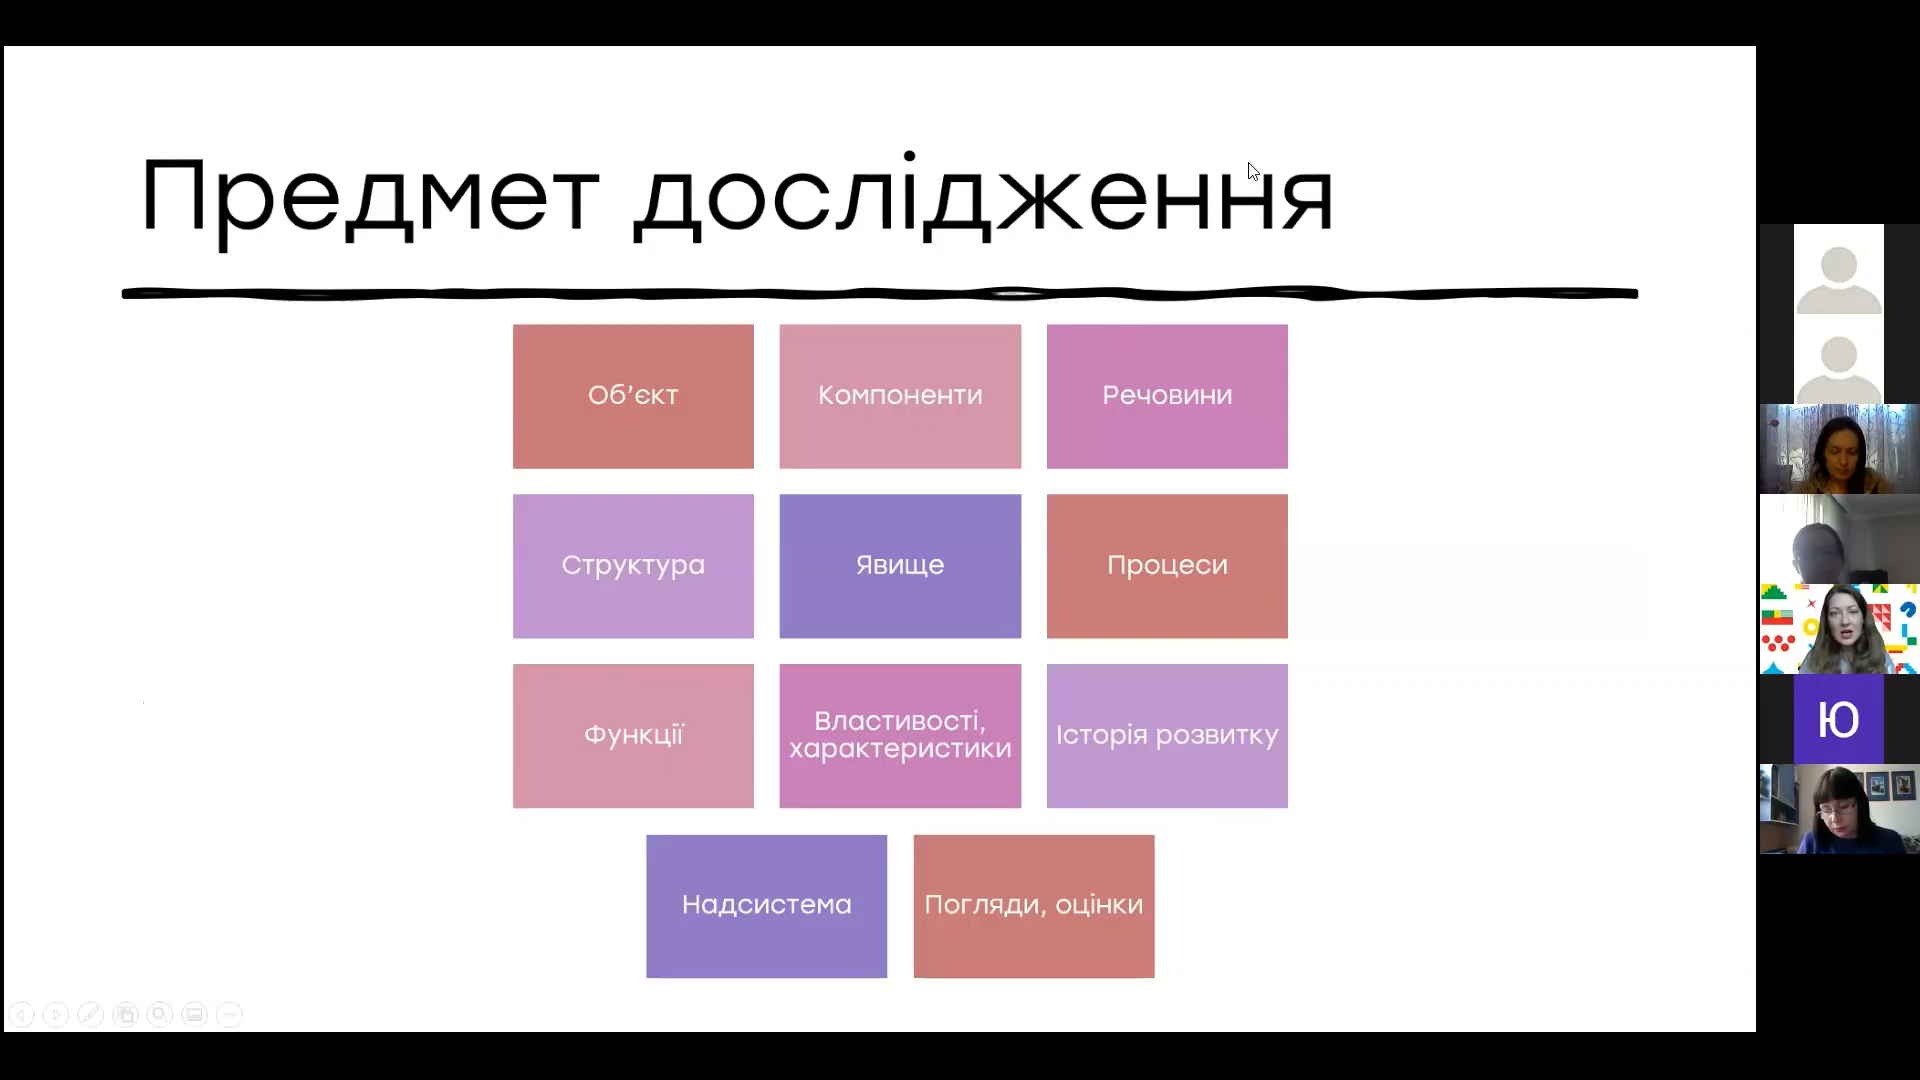 Предмет дослідження
Об’єкт
Компоненти
Речовини
Структура
Явище
Процеси
Функції
Властивості,
характеристики
Історія розвитку
Надсистема
Погляди, оцінки
Ю